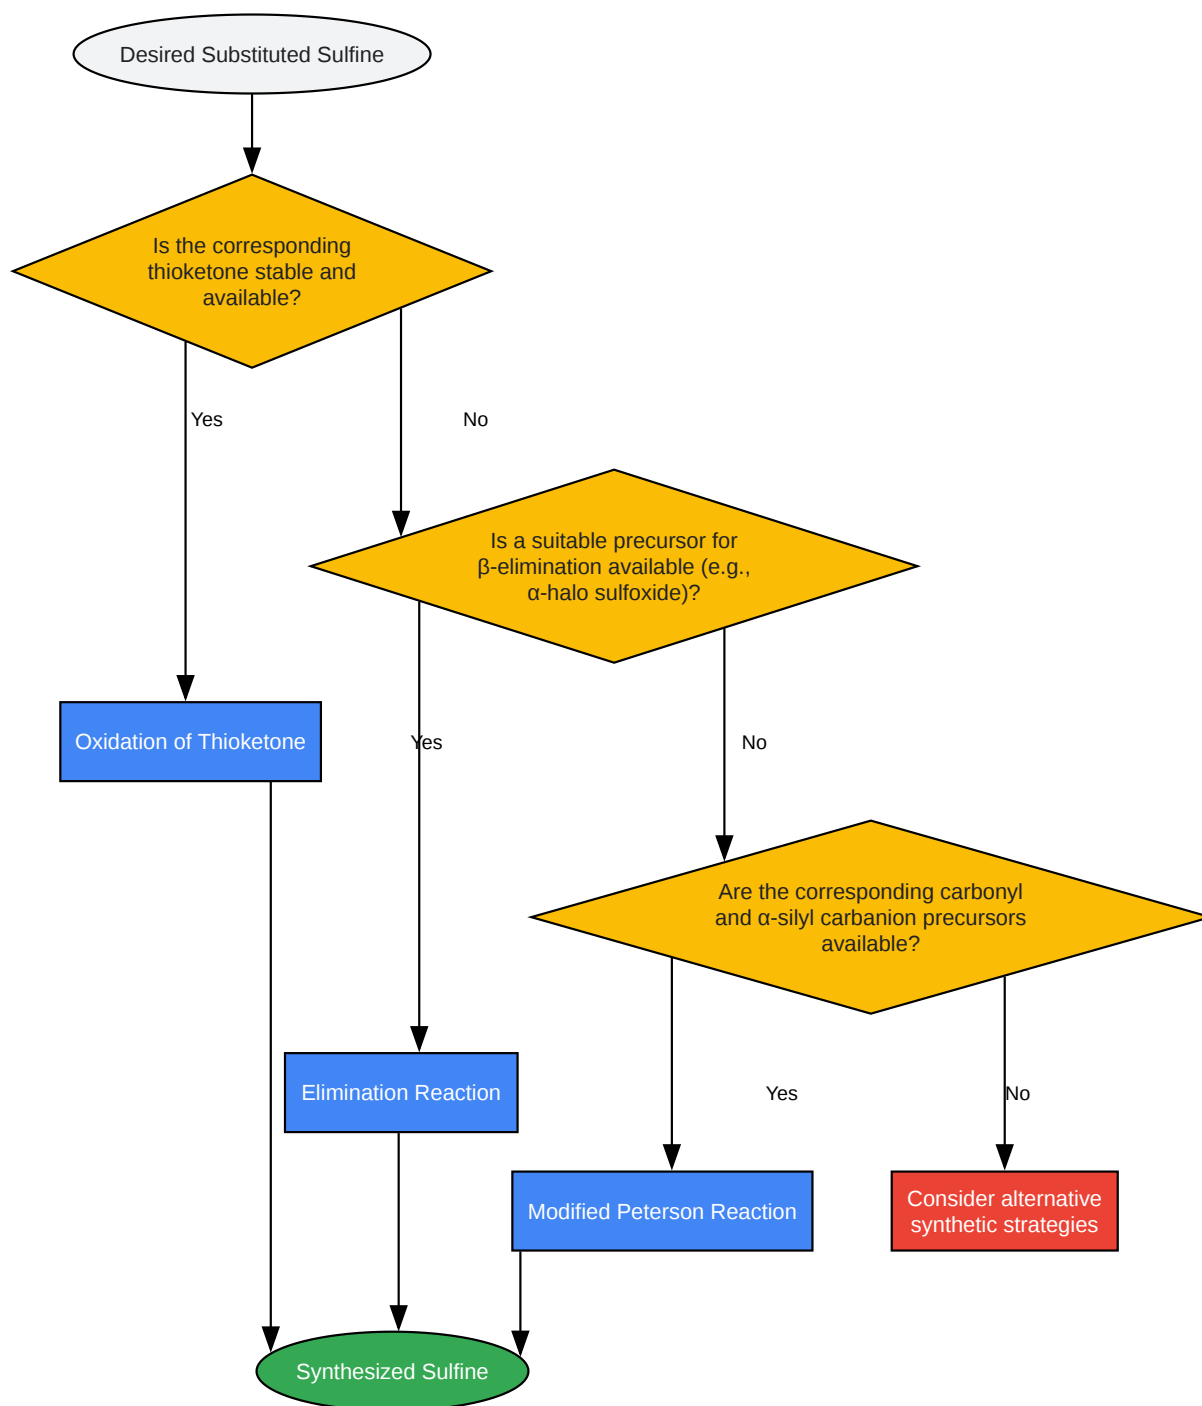 Desired Substituted Sulfine
Is the corresponding
thioketone stable and
available?
Yes
No
Is a suitable precursor for
β-elimination available (e.g.,
α-halo sulfoxide)?
Oxidation of Thioketone
Yes
No
Are the corresponding carbonyl
and α-silyl carbanion precursors
available?
Elimination Reaction
Yes
No
Modified Peterson Reaction
Consider alternative
synthetic strategies
Synthesized Sulfine